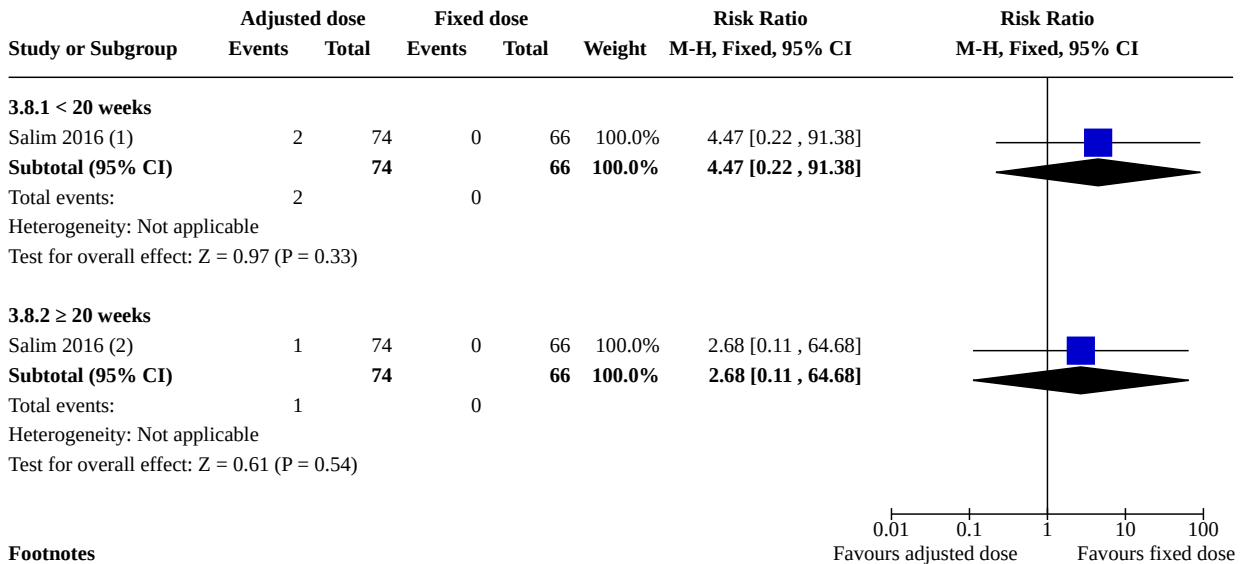 Adjusted dose Fixed dose Risk Ratio Risk Ratio
Study or Subgroup Events Total Events Total Weight M-H, Fixed, 95% CI M-H, Fixed, 95% CI
3.8.1 < 20 weeks
Salim 2016 (1) 2 74 0 66 100.0% 4.47 [0.22 , 91.38]
Subtotal (95% CI) 74 66 100.0% 4.47 [0.22 , 91.38]
Total events: 2 0
Heterogeneity: Not applicable
Test for overall effect: Z = 0.97 (P = 0.33)
3.8.2 ≥ 20 weeks
Salim 2016 (2) 1 74 0 66 100.0% 2.68 [0.11 , 64.68]
Subtotal (95% CI) 74 66 100.0% 2.68 [0.11 , 64.68]
Total events: 1 0
Heterogeneity: Not applicable
Test for overall effect: Z = 0.61 (P = 0.54)
0.01 0.1 1 10 100
Footnotes Favours adjusted dose Favours fixed dose